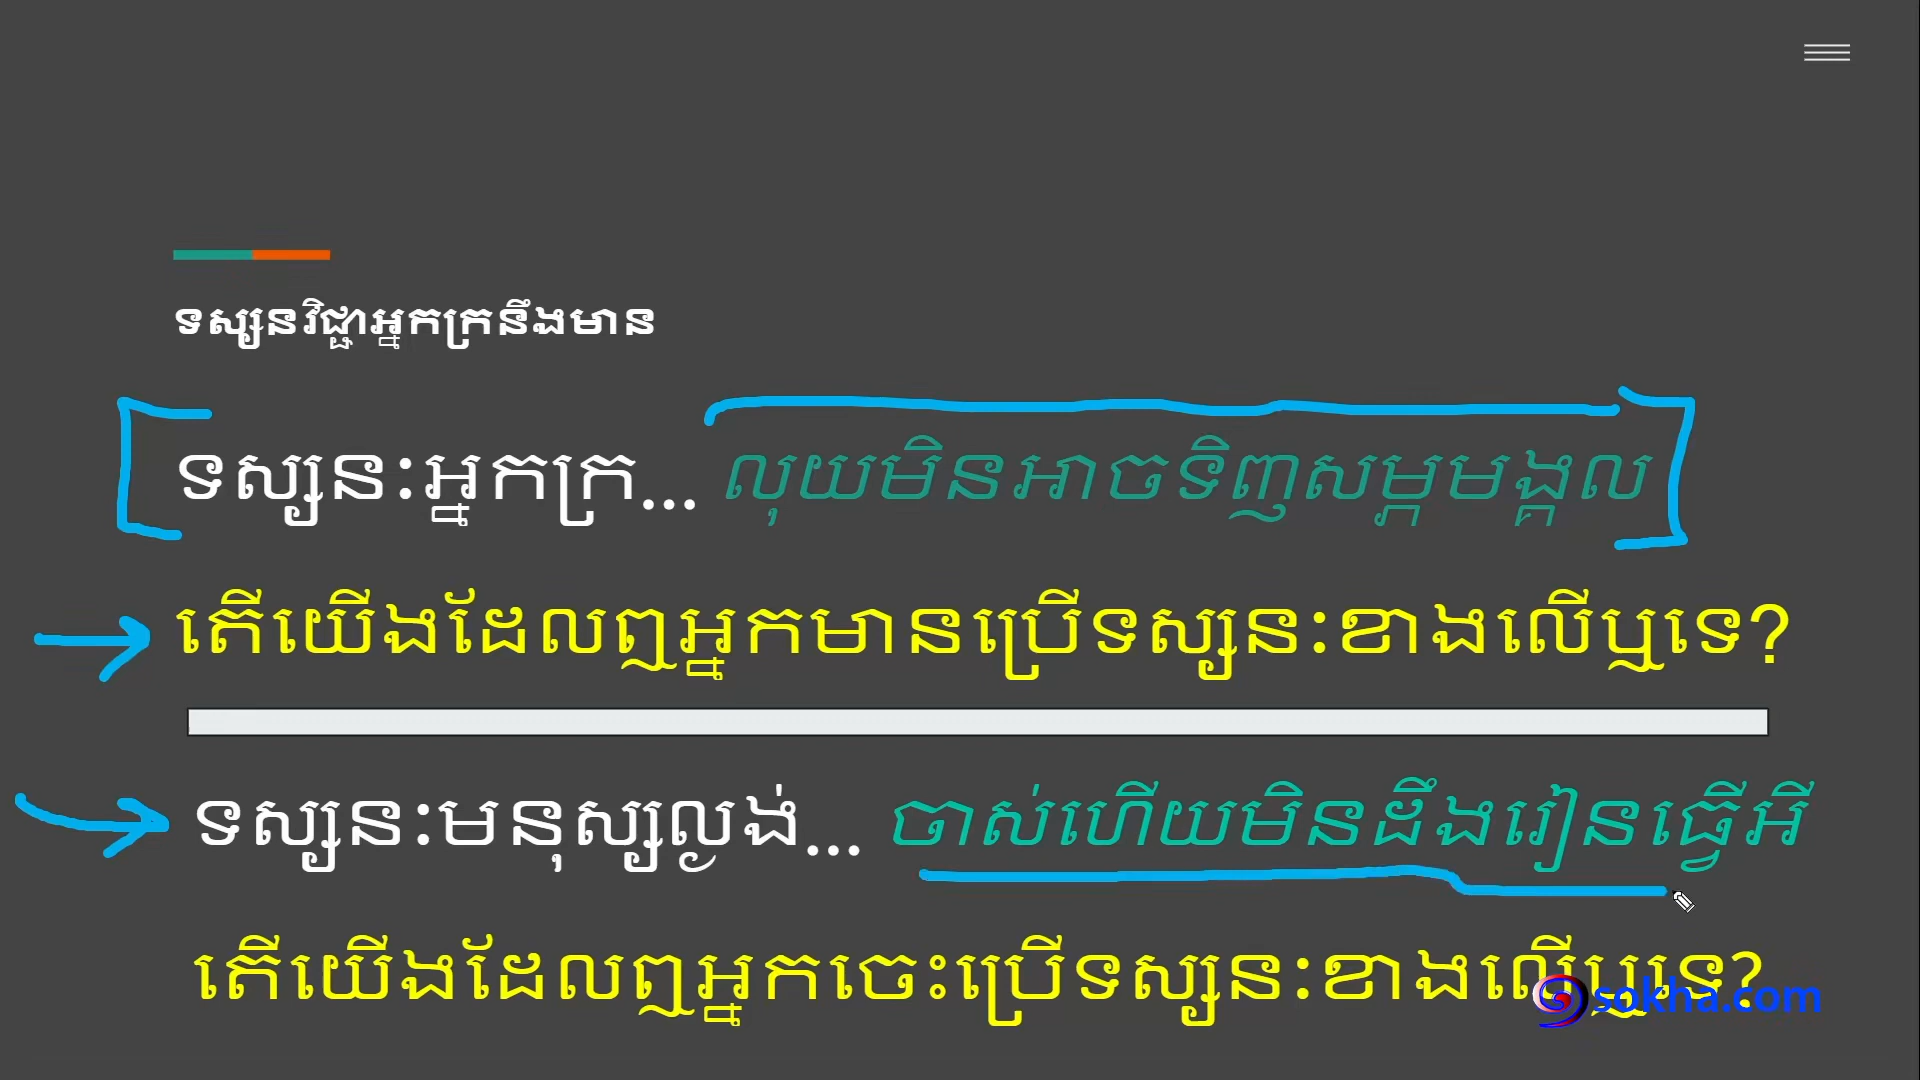 ទស្សនវិជ្ជាអ្នកក្រនឹងមាន
ទស្សនៈអ្នកក្រ... លុយមិនអាចទិញសម្ភមង្គល
តើយើងដែលឮអ្នកមានប្រើទស្សនៈខាងលើឬទេ?
ទស្សនៈមនុស្សល្ងង់... ចាស់ហើយមិនដឹងរៀនធ្វើអី
តើយើងដែលឮអ្នកចេះប្រើទស្សនៈខាងលើឬទេ?
sokha.com